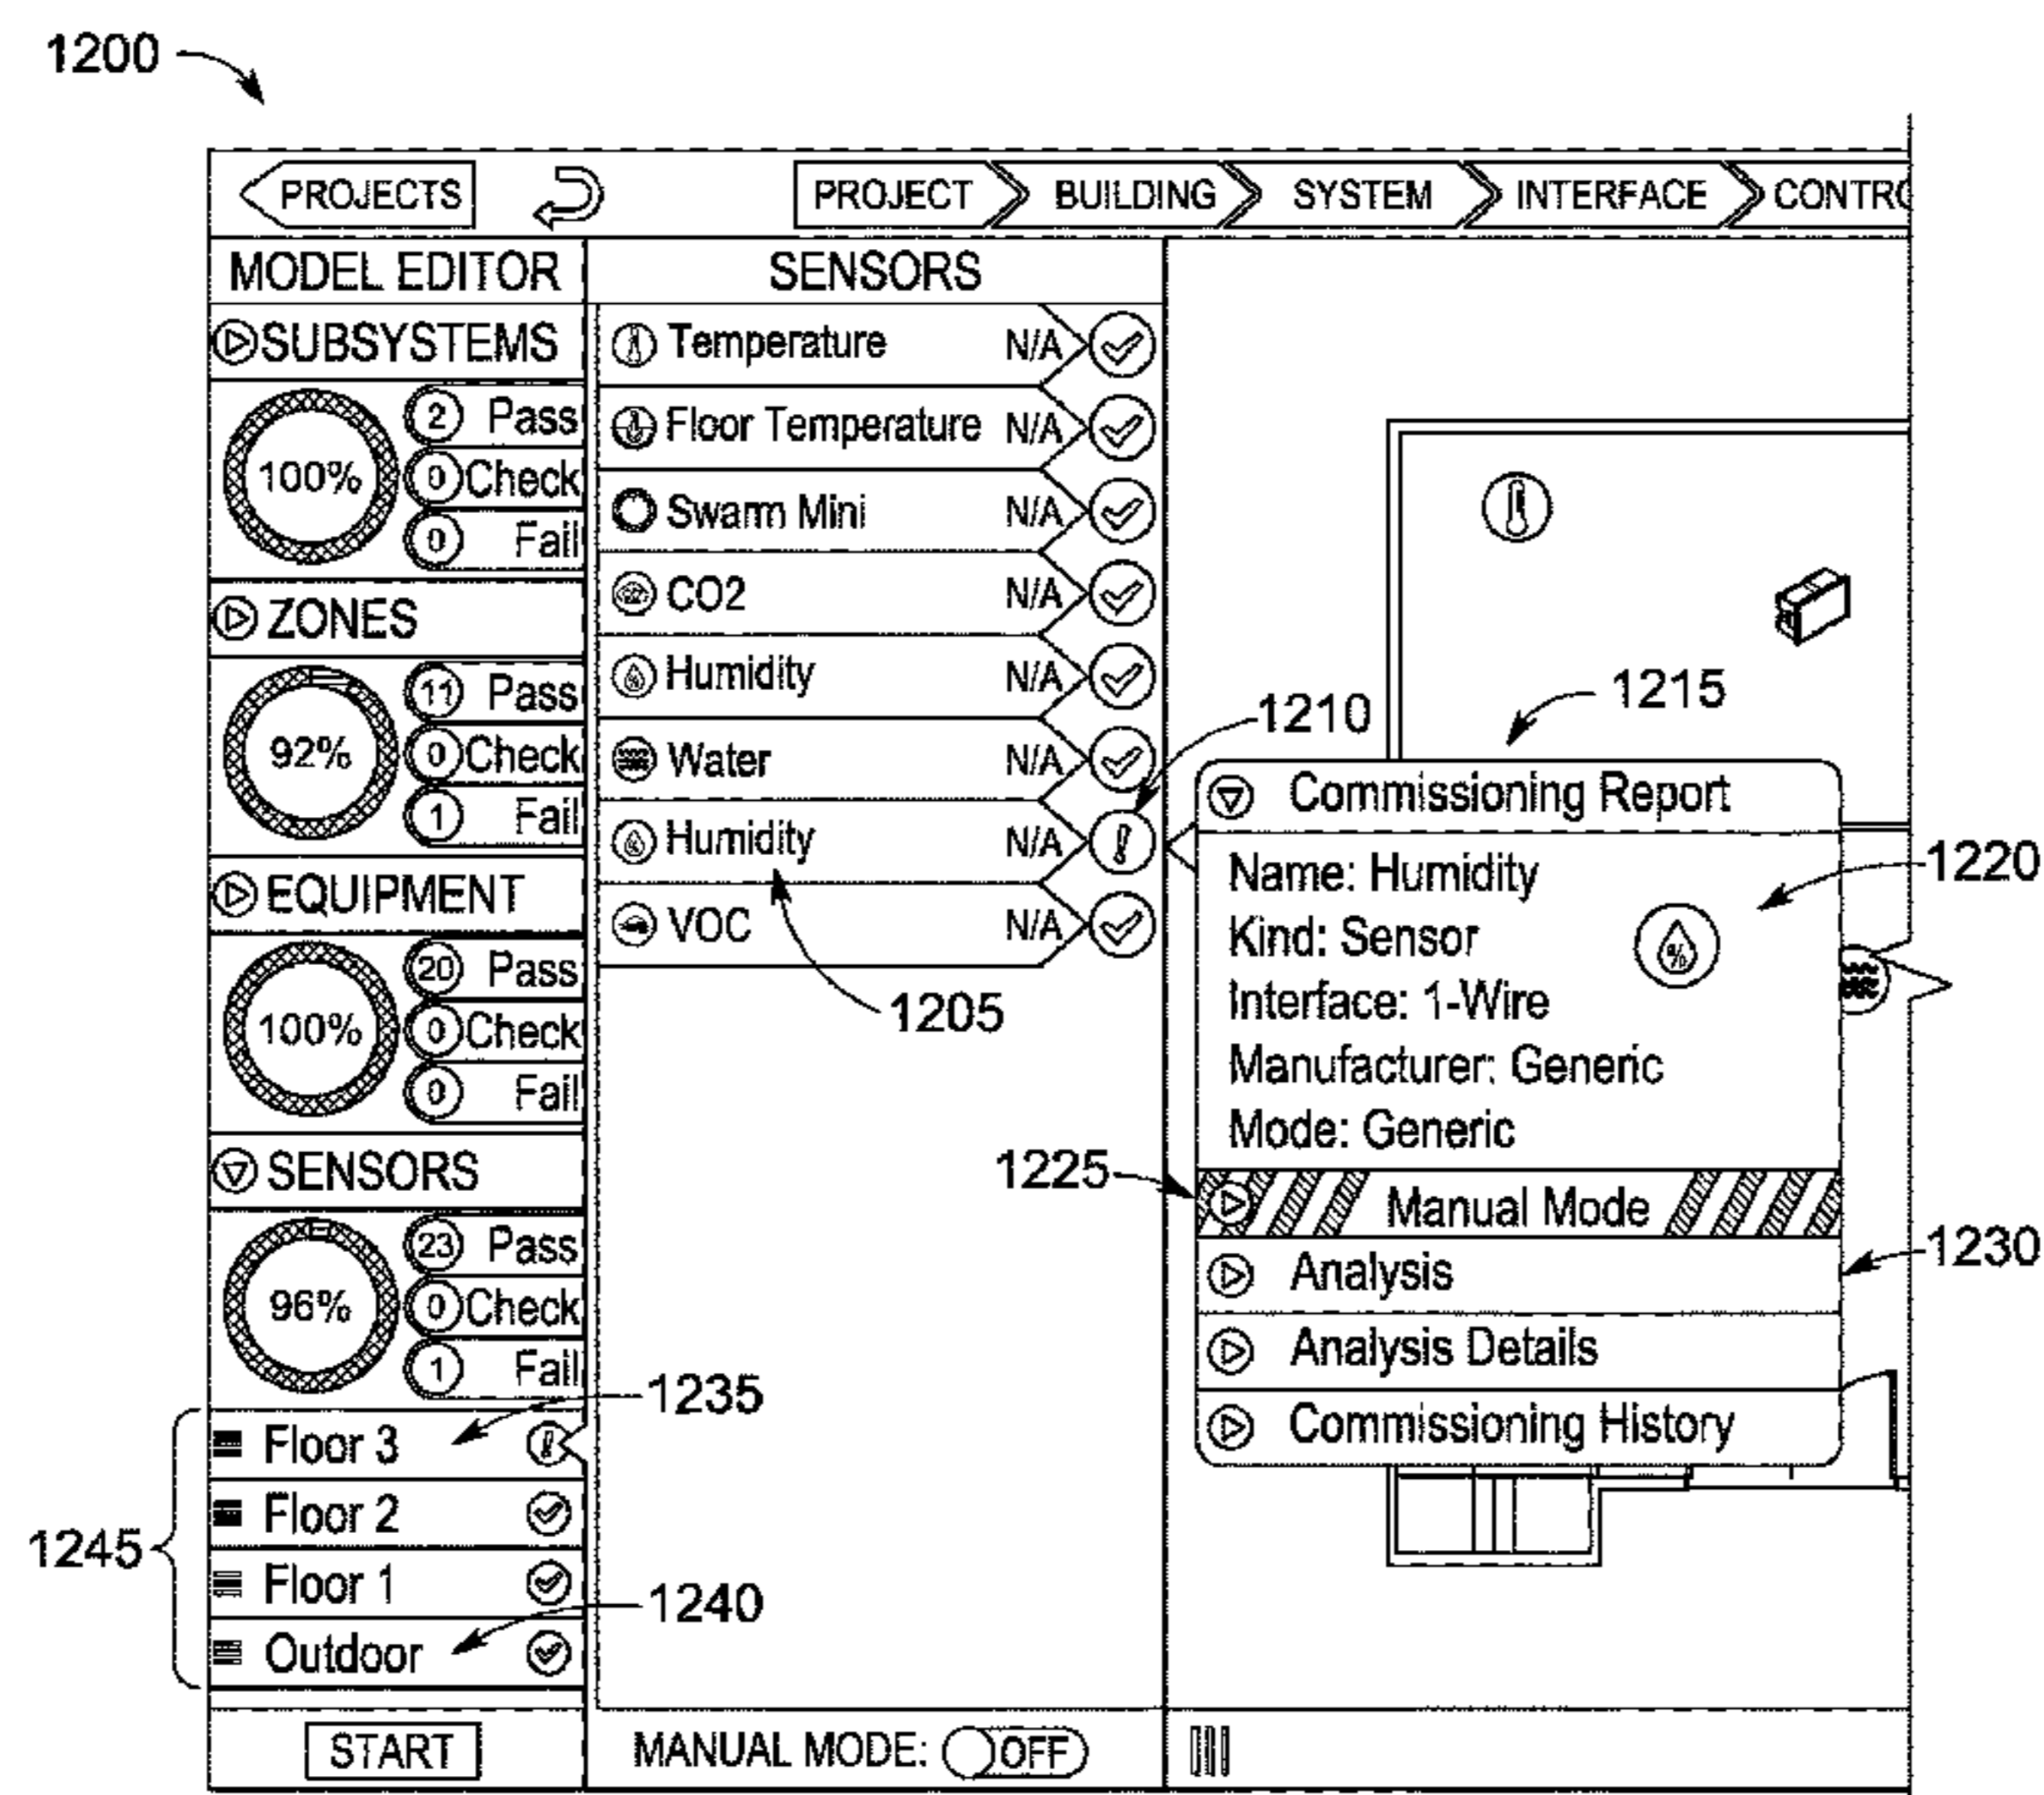 1200
PROJECTS PROJECT BUILDING SYSTEM INTERFACE CONTRO
MODEL EDITOR
SUBSYSTEMS
100%
2 Pass
0 Check
0 Fail
ZONES
92%
11 Pass
0 Check
1 Fail
EQUIPMENT
100%
20 Pass
0 Check
0 Fail
SENSORS
96%
23 Pass
0 Check
1 Fail
1245
Floor 3
1235
Floor 2
Floor 1
Outdoor
1240
START
SENSORS
Temperature N/A
Floor Temperature N/A
Swarm Mini N/A
CO2 N/A
Humidity N/A
Water N/A
Humidity N/A !
VOC N/A
1205
1210
MANUAL MODE: OFF
1215
Commissioning Report
Name: Humidity
Kind: Sensor
Interface: 1-Wire
Manufacturer: Generic
Mode: Generic
%
1220
1225
Manual Mode
Analysis
1230
Analysis Details
Commissioning History